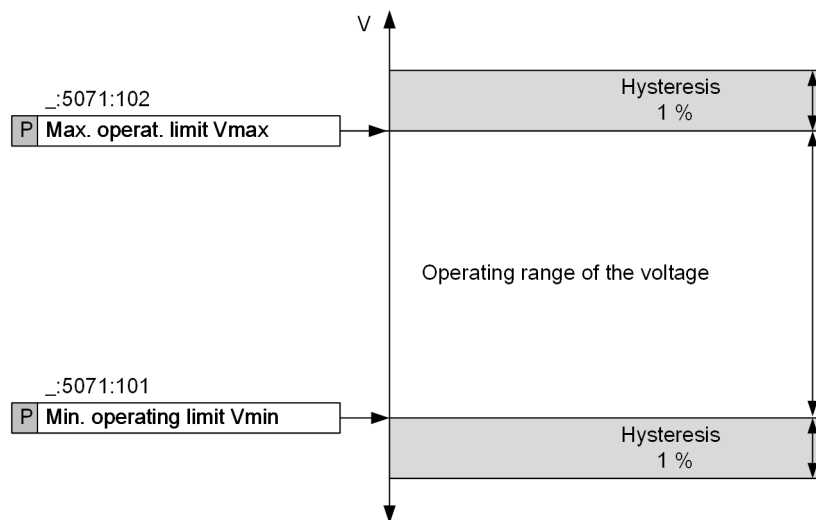 V
Hysteresis
1 %
_:5071:102
P Max. operat. limit Vmax
Operating range of the voltage
_:5071:101
P Min. operating limit Vmin
Hysteresis
1 %